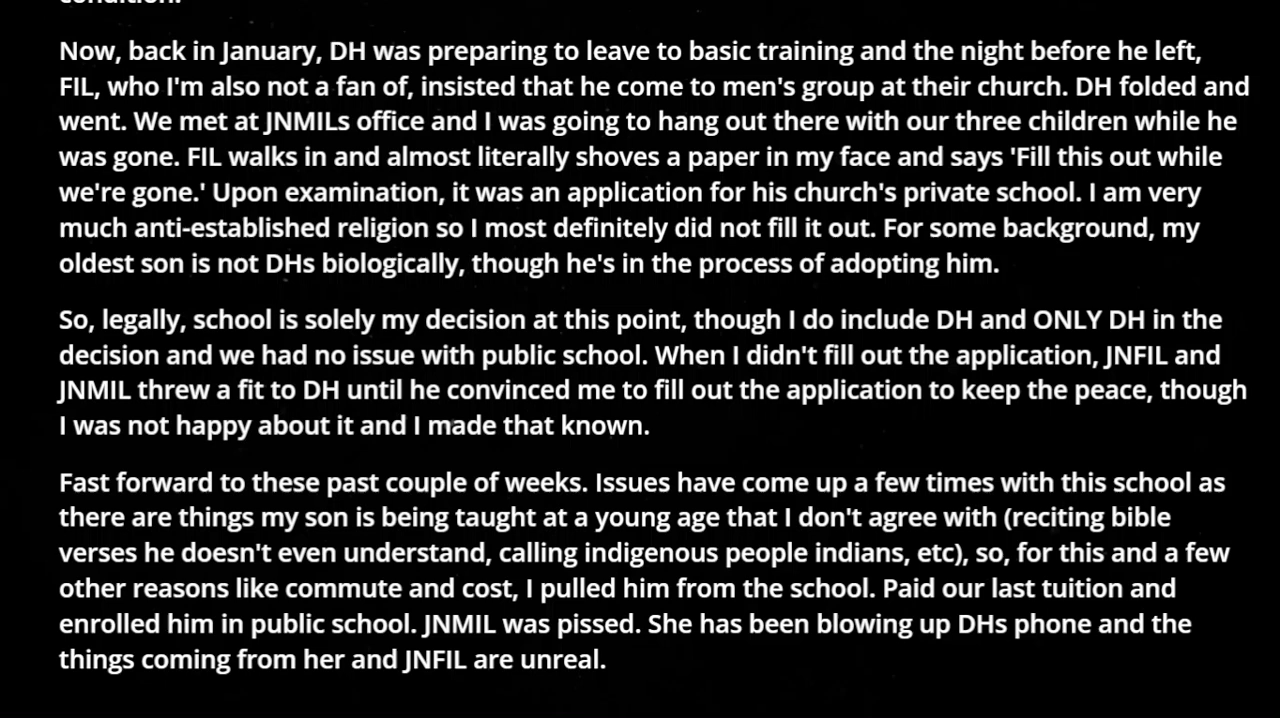 condition.
Now, back in January, DH was preparing to leave to basic training and the night before he left,
FIL, who I'm also not a fan of, insisted that he come to men's group at their church. DH folded and
went. We met at JNMILs office and I was going to hang out there with our three children while he
was gone. FIL walks in and almost literally shoves a paper in my face and says 'Fill this out while
we're gone.' Upon examination, it was an application for his church's private school. I am very
much anti-established religion so I most definitely did not fill it out. For some background, my
oldest son is not DHs biologically, though he's in the process of adopting him.
So, legally, school is solely my decision at this point, though I do include DH and ONLY DH in the
decision and we had no issue with public school. When I didn't fill out the application, JNFIL and
JNMIL threw a fit to DH until he convinced me to fill out the application to keep the peace, though
I was not happy about it and I made that known.
Fast forward to these past couple of weeks. Issues have come up a few times with this school as
there are things my son is being taught at a young age that I don't agree with (reciting bible
verses he doesn't even understand, calling indigenous people indians, etc), so, for this and a few
other reasons like commute and cost, I pulled him from the school. Paid our last tuition and
enrolled him in public school. JNMIL was pissed. She has been blowing up DHs phone and the
things coming from her and JNFIL are unreal.